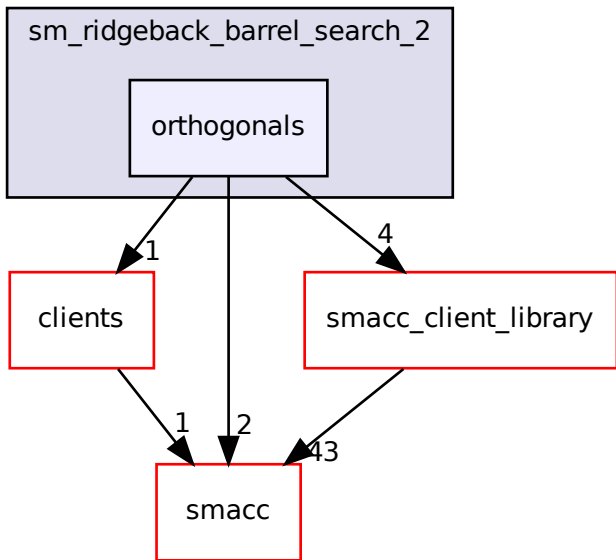 sm_ridgeback_barrel_search_2
orthogonals
1
4
clients
smacc_client_library
1
2
43
smacc